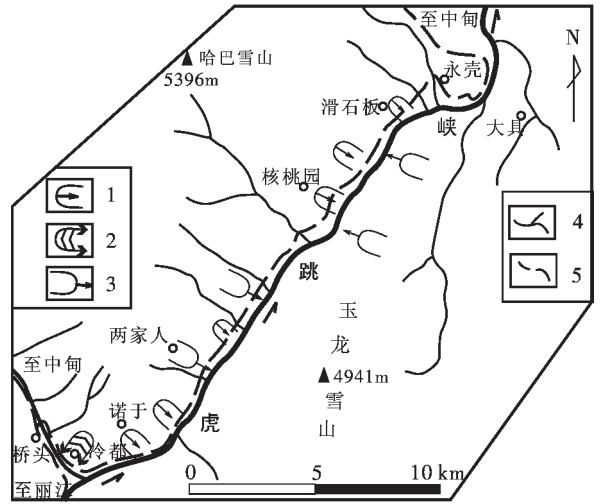 至中甸
N
哈巴雪山
5396m
永壳
滑石板
峡
大具
核桃园
1
2
3
4
5
跳
玉
龙
雪
山
4941m
两家人
至中甸
诺于
虎
桥头
冷都
至丽江
0
5
10 km